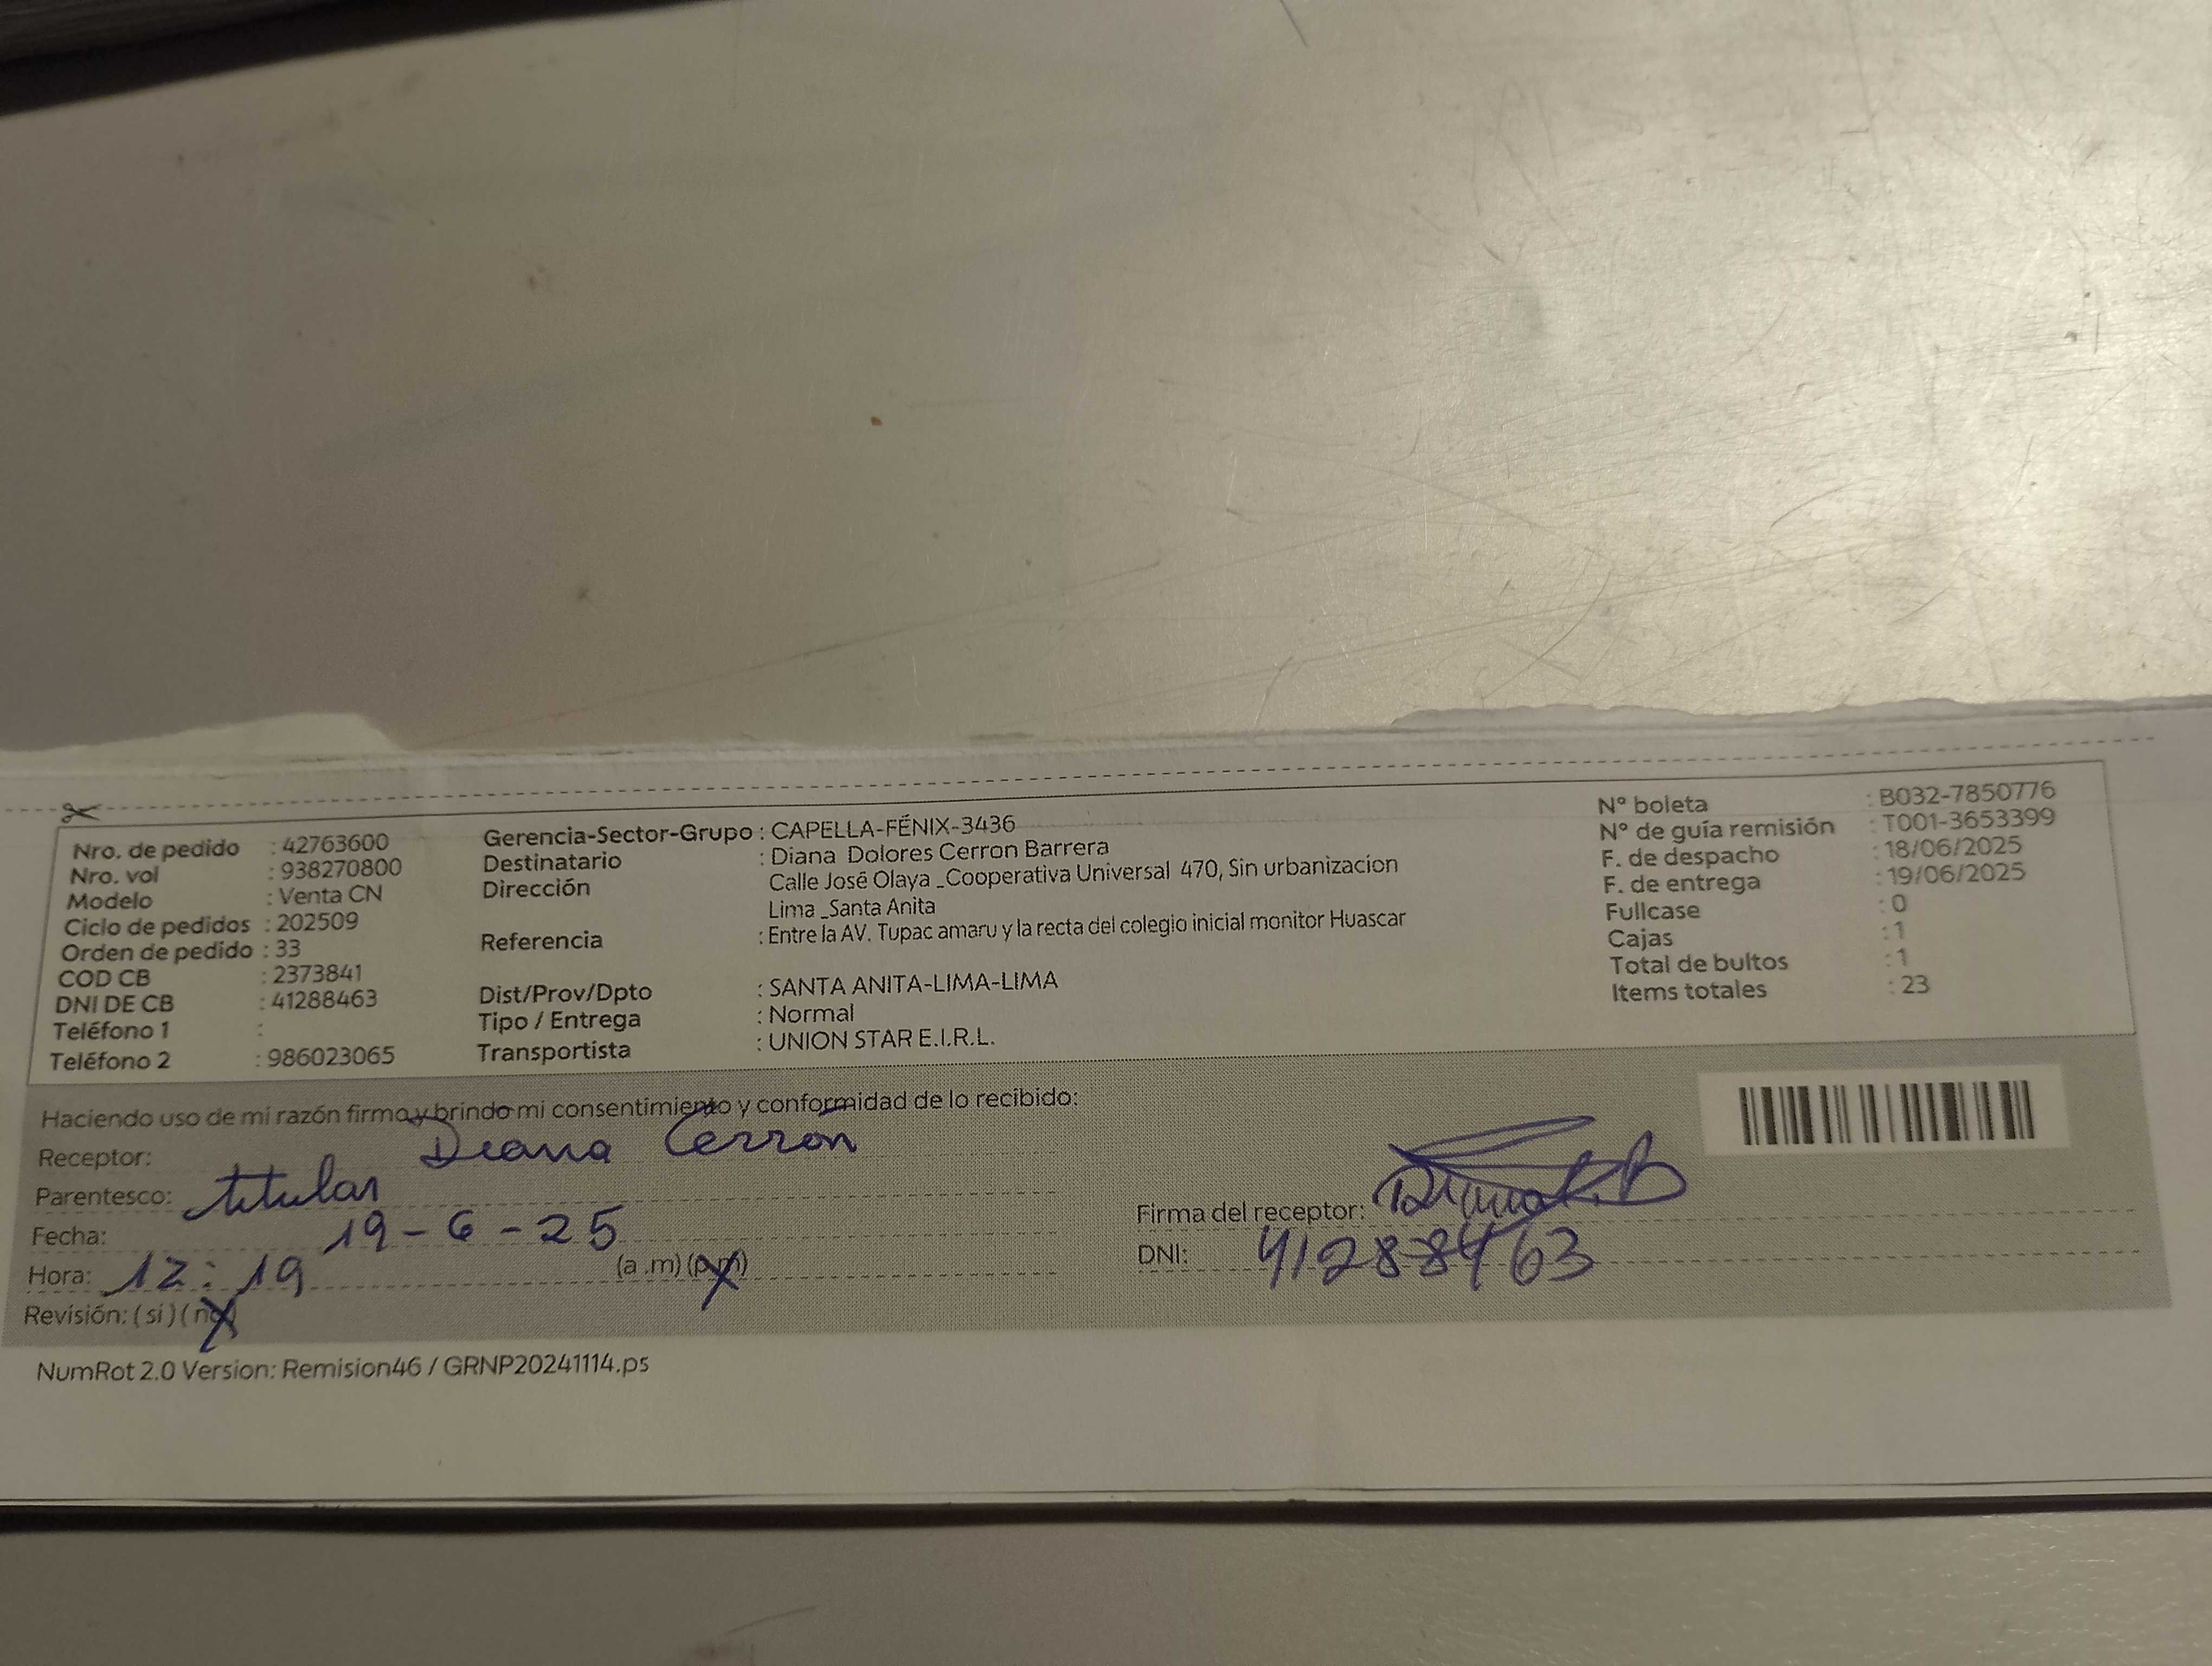 Nro. de pedido : 42763600
Nro. vol : 938270800
Modelo : Venta CN
Ciclo de pedidos : 202509
Orden de pedido : 33
COD CB : 2373841
DNI DE CB : 41288463
Teléfono 1 :
Teléfono 2 : 986023065
Gerencia-Sector-Grupo : CAPELLA-FÉNIX-3436
Destinatario : Diana Dolores Cerron Barrera
Dirección Calle José Olaya _Cooperativa Universal 470, Sin urbanizacion
Lima _Santa Anita
Referencia : Entre la AV. Tupac amaru y la recta del colegio inicial monitor Huascar
Dist/Prov/Dpto : SANTA ANITA-LIMA-LIMA
Tipo / Entrega : Normal
Transportista : UNION STAR E.I.R.L.
N° boleta : B032-7850776
N° de guía remisión : T001-3653399
F. de despacho : 18/06/2025
F. de entrega : 19/06/2025
Fullcase : 0
Cajas : 1
Total de bultos : 1
Items totales : 23
Haciendo uso de mi razón firmo y brindo mi consentimiento y conformidad de lo recibido:
Receptor: Diana Cerron
Parentesco: titular
Fecha: 19-6-25
Hora: 12:19 (a.m) (p.m)
Revisión: (si) (no)
Firma del receptor:
DNI: 41288463
NumRot 2.0 Version: Remision46 / GRNP20241114.ps